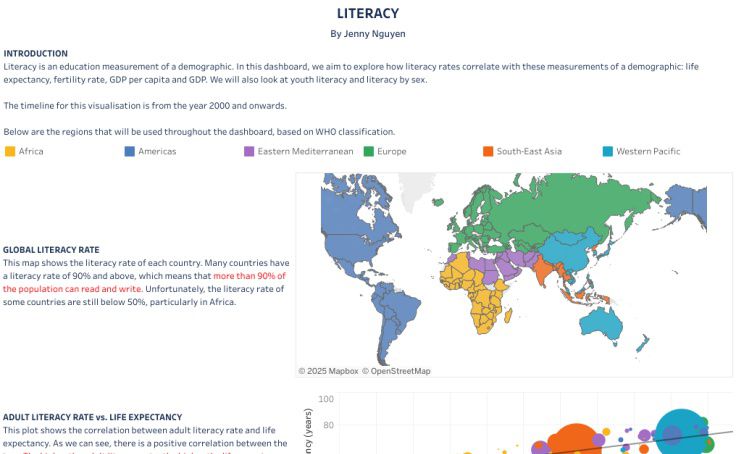 LITERACY
By Jenny Nguyen
INTRODUCTION
Literacy is an education measurement of a demographic. In this dashboard, we aim to explore how literacy rates correlate with these measurements of a demographic: life
expectancy, fertility rate, GDP per capita and GDP. We will also look at youth literacy and literacy by sex.
The timeline for this visualisation is from the year 2000 and onwards.
Below are the regions that will be used throughout the dashboard, based on WHO classification.
Africa
Americas
Eastern Mediterranean
Europe
South-East Asia
Western Pacific
GLOBAL LITERACY RATE
This map shows the literacy rate of each country. Many countries have
a literacy rate of 90% and above, which means that more than 90% of
the population can read and write. Unfortunately, the literacy rate of
some countries are still below 50%, particularly in Africa.
© 2025 Mapbox © OpenStreetMap
ADULT LITERACY RATE vs. LIFE EXPECTANCY
This plot shows the correlation between adult literacy rate and life
expectancy. As we can see, there is a positive correlation between the
100
80
(years)